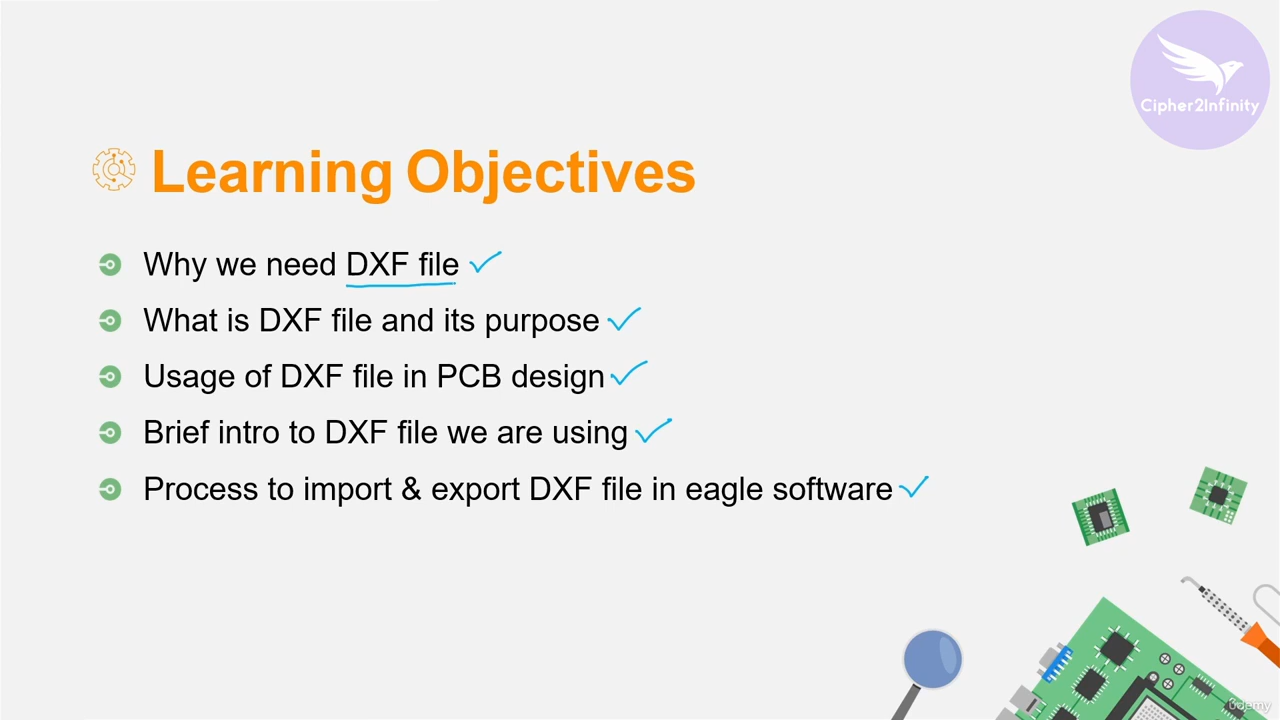 Cipher2Infinity
Learning Objectives
Why we need DXF file
What is DXF file and its purpose
Usage of DXF file in PCB design
Brief intro to DXF file we are using
Process to import & export DXF file in eagle software
ûdemy